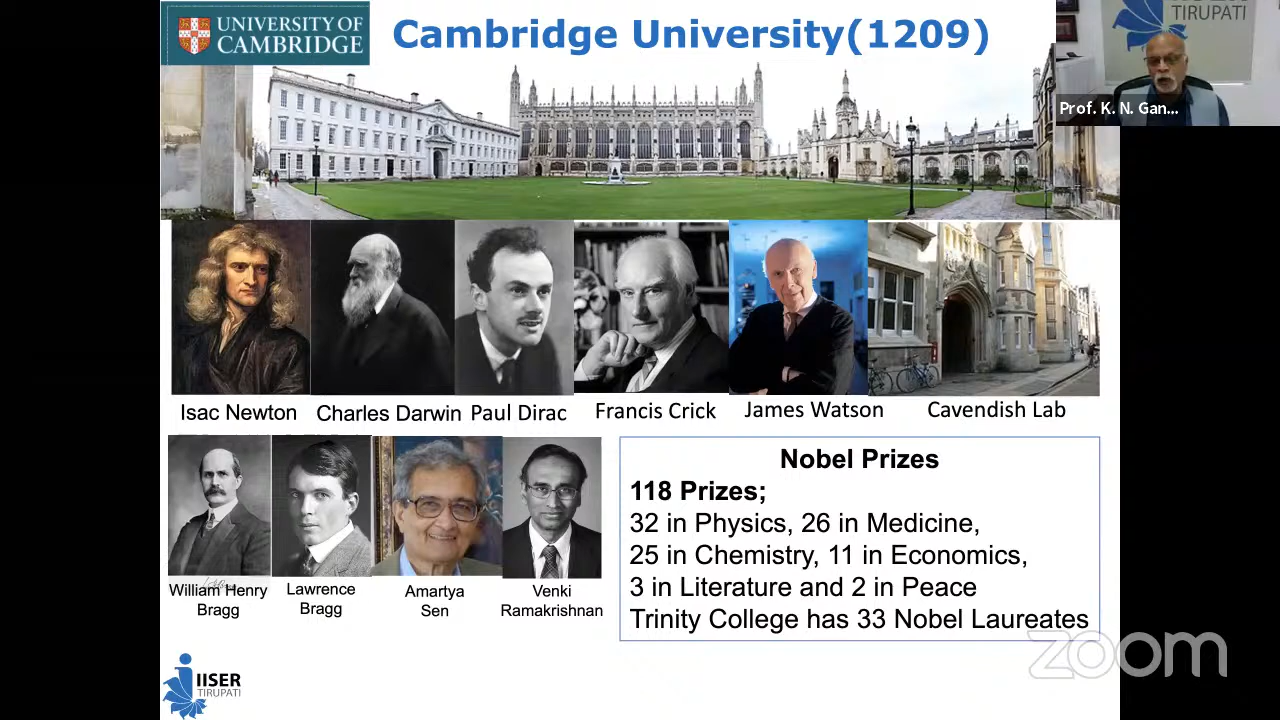 UNIVERSITY OF
CAMBRIDGE
Cambridge University(1209)
IISER
TIRUPATI
Prof. K. N. Gan...
Isac Newton
Charles Darwin
Paul Dirac
Francis Crick
James Watson
Cavendish Lab
William Henry
Bragg
Lawrence
Bragg
Amartya
Sen
Venki
Ramakrishnan
Nobel Prizes
118 Prizes;
32 in Physics, 26 in Medicine,
25 in Chemistry, 11 in Economics,
3 in Literature and 2 in Peace
Trinity College has 33 Nobel Laureates
zoom
IISER
TIRUPATI